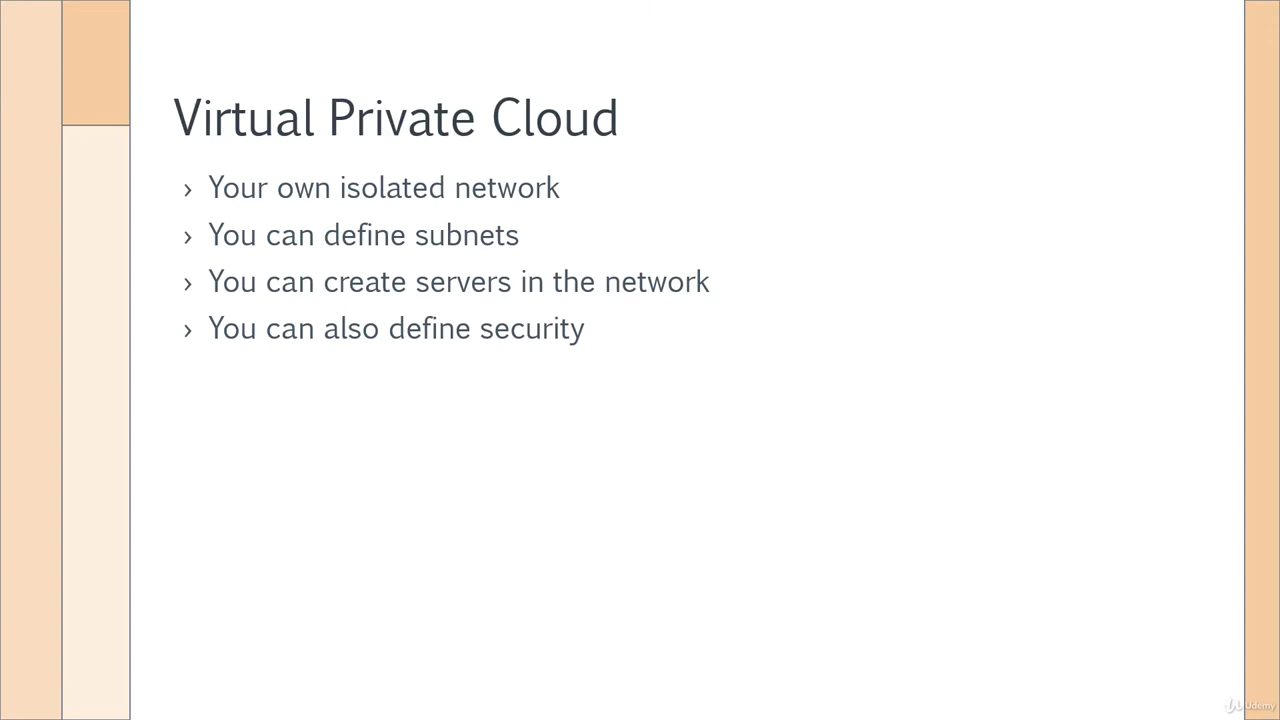 Virtual Private Cloud
› Your own isolated network
› You can define subnets
› You can create servers in the network
› You can also define security
Udemy